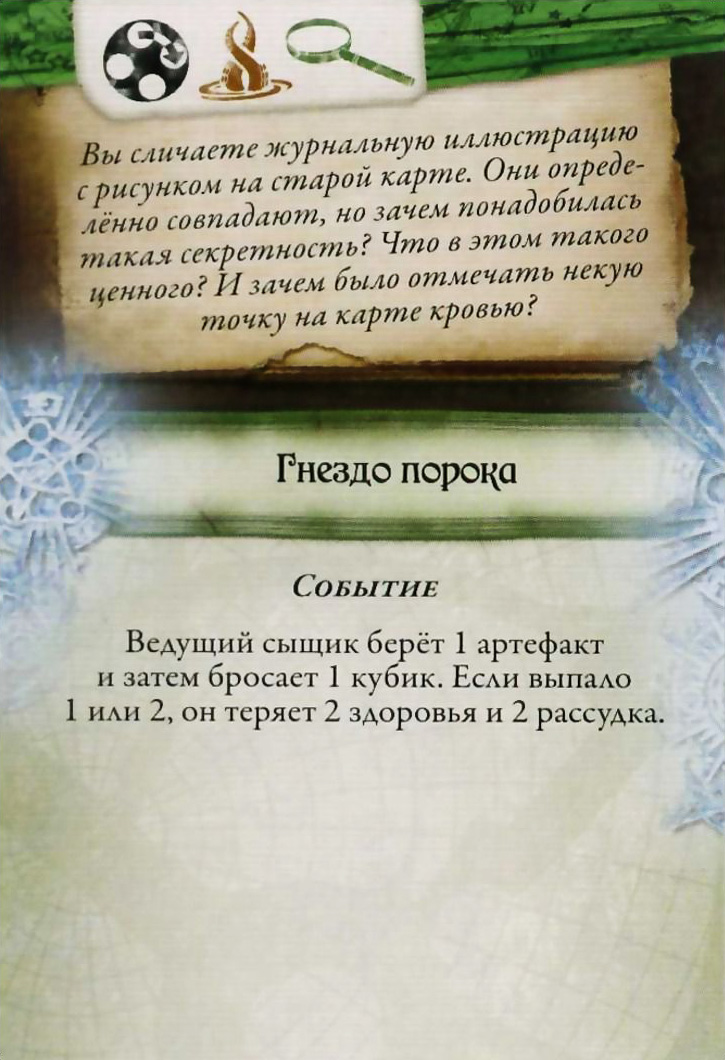 Вы сличаете журнальную иллюстрацию
с рисунком на старой карте. Они опреде-
лённо совпадают, но зачем понадобилась
такая секретность? Что в этом такого
ценного? И зачем было отмечать некую
точку на карте кровью?
Гнездо порока
Событие
Ведущий сыщик берёт 1 артефакт
и затем бросает 1 кубик. Если выпало
1 или 2, он теряет 2 здоровья и 2 рассудка.